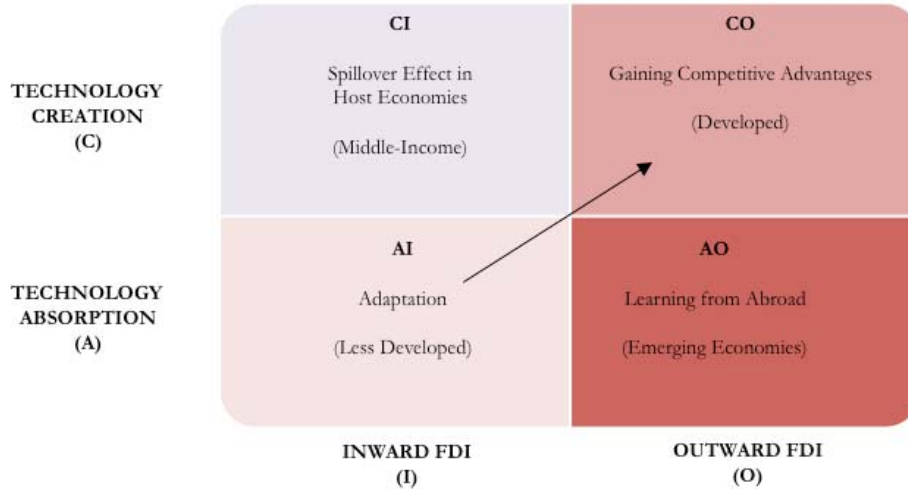 CI
Spillover Effect in
Host Economies
(Middle-Income)
CO
Gaining Competitive Advantages
(Developed)
TECHNOLOGY
CREATION
(C)
AI
Adaptation
(Less Developed)
AO
Learning from Abroad
(Emerging Economies)
TECHNOLOGY
ABSORPTION
(A)
INWARD FDI
(I)
OUTWARD FDI
(O)